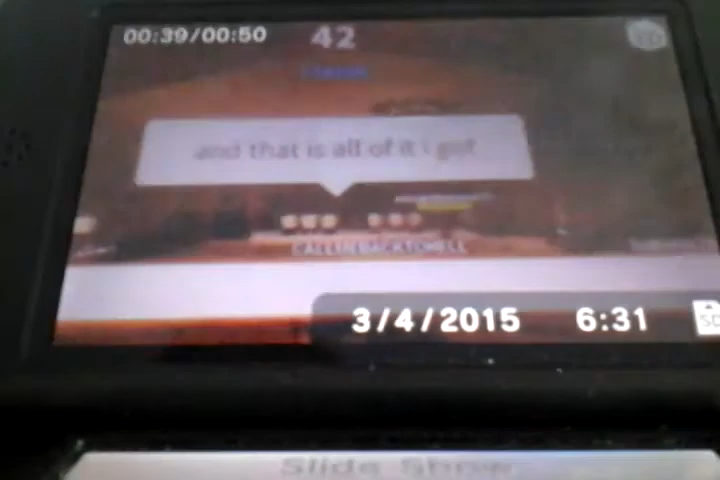 00:39/00:50 42
and that is all of it i got
CALLMEBACKTOHELL
3/4/2015 6:31
Slide Show